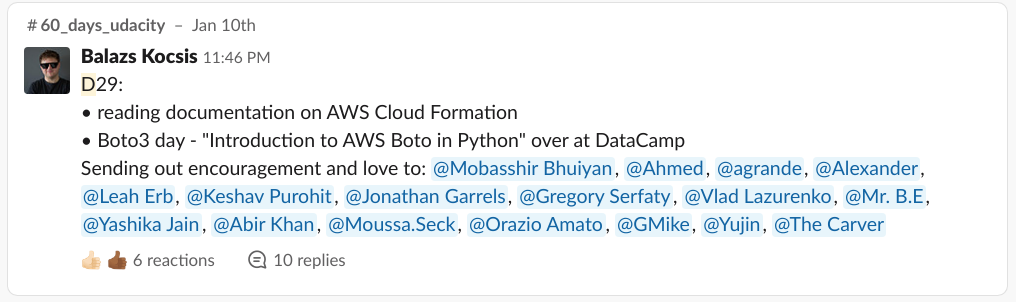 # 60_days_udacity – Jan 10th
Balazs Kocsis 11:46 PM
D29:
• reading documentation on AWS Cloud Formation
• Boto3 day - "Introduction to AWS Boto in Python" over at DataCamp
Sending out encouragement and love to: @Mobasshir Bhuiyan, @Ahmed, @agrande, @Alexander,
@Leah Erb, @Keshav Purohit, @Jonathan Garrels, @Gregory Serfaty, @Vlad Lazurenko, @Mr. B.E,
@Yashika Jain, @Abir Khan, @Moussa.Seck, @Orazio Amato, @GMike, @Yujin, @The Carver
6 reactions 10 replies